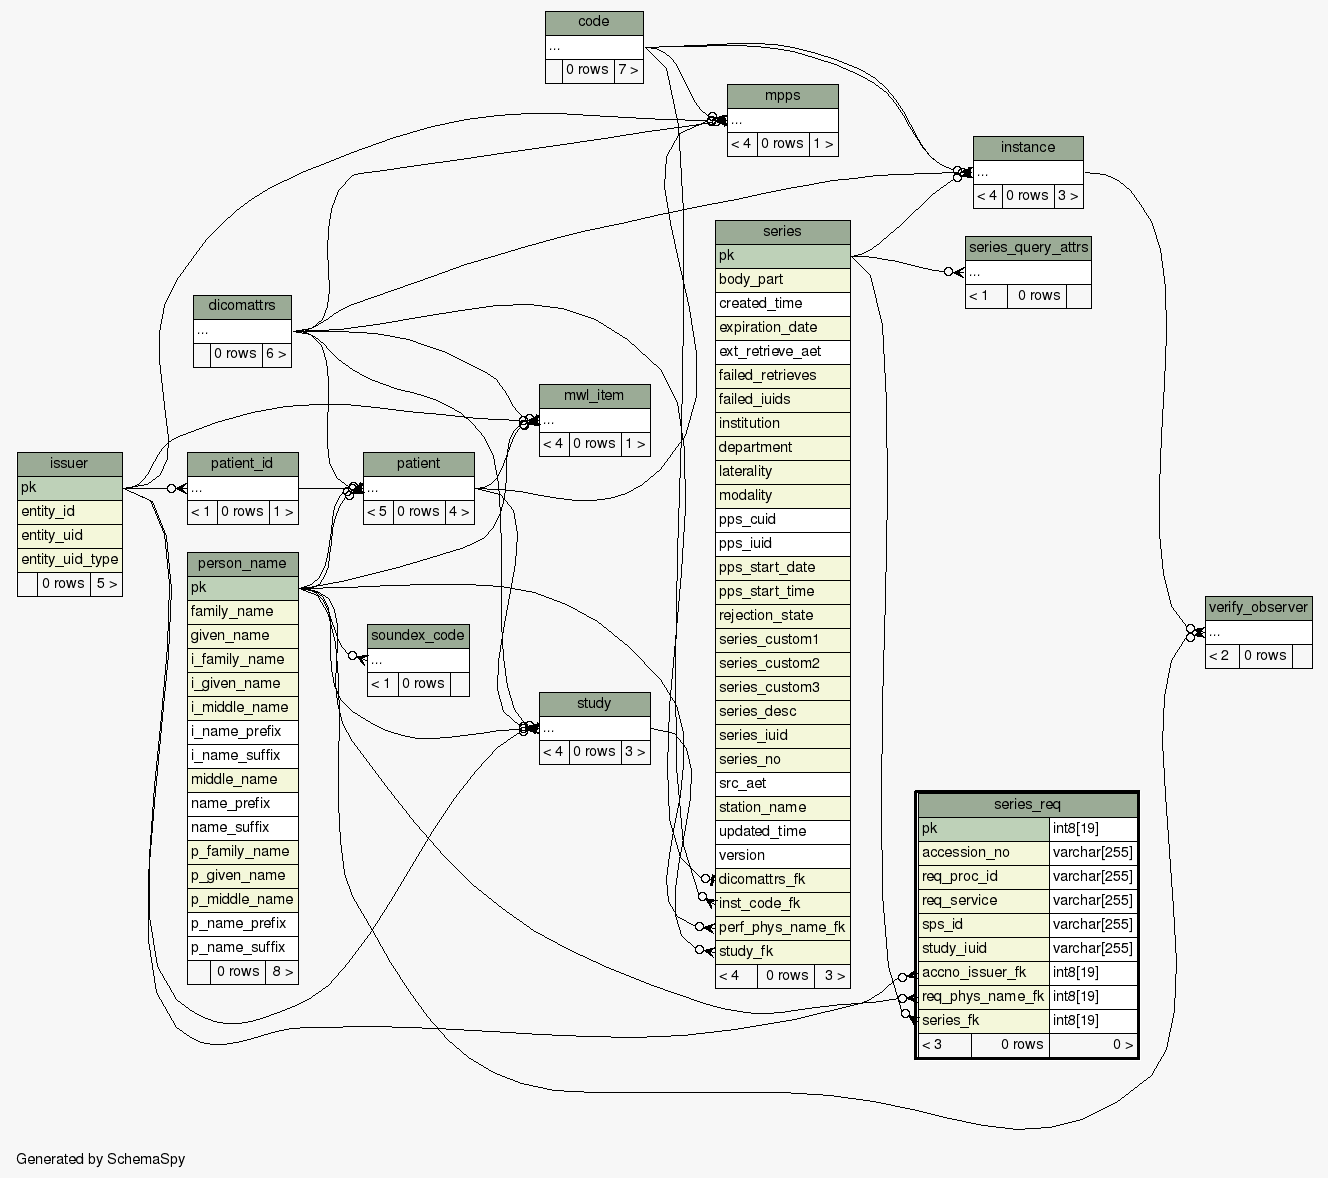 code
...
0 rows 7 >
mpps
...
< 4 0 rows 1 >
instance
...
< 4 0 rows 3 >
series_query_attrs
...
< 1 0 rows
series
pk
body_part
created_time
expiration_date
ext_retrieve_aet
failed_retrieves
failed_iuids
institution
department
laterality
modality
pps_cuid
pps_iuid
pps_start_date
pps_start_time
rejection_state
series_custom1
series_custom2
series_custom3
series_desc
series_iuid
series_no
src_aet
station_name
updated_time
version
dicomattrs_fk
inst_code_fk
perf_phys_name_fk
study_fk
< 4 0 rows 3 >
dicomattrs
...
0 rows 6 >
mwl_item
...
< 4 0 rows 1 >
issuer
pk
entity_id
entity_uid
entity_uid_type
0 rows 5 >
patient_id
...
< 1 0 rows 1 >
patient
...
< 5 0 rows 4 >
person_name
pk
family_name
given_name
i_family_name
i_given_name
i_middle_name
i_name_prefix
i_name_suffix
middle_name
name_prefix
name_suffix
p_family_name
p_given_name
p_middle_name
p_name_prefix
p_name_suffix
0 rows 8 >
soundex_code
...
< 1 0 rows
study
...
< 4 0 rows 3 >
verify_observer
...
< 2 0 rows
series_req
pk int8[19]
accession_no varchar[255]
req_proc_id varchar[255]
req_service varchar[255]
sps_id varchar[255]
study_iuid varchar[255]
accno_issuer_fk int8[19]
req_phys_name_fk int8[19]
series_fk int8[19]
< 3 0 rows 0 >
Generated by SchemaSpy